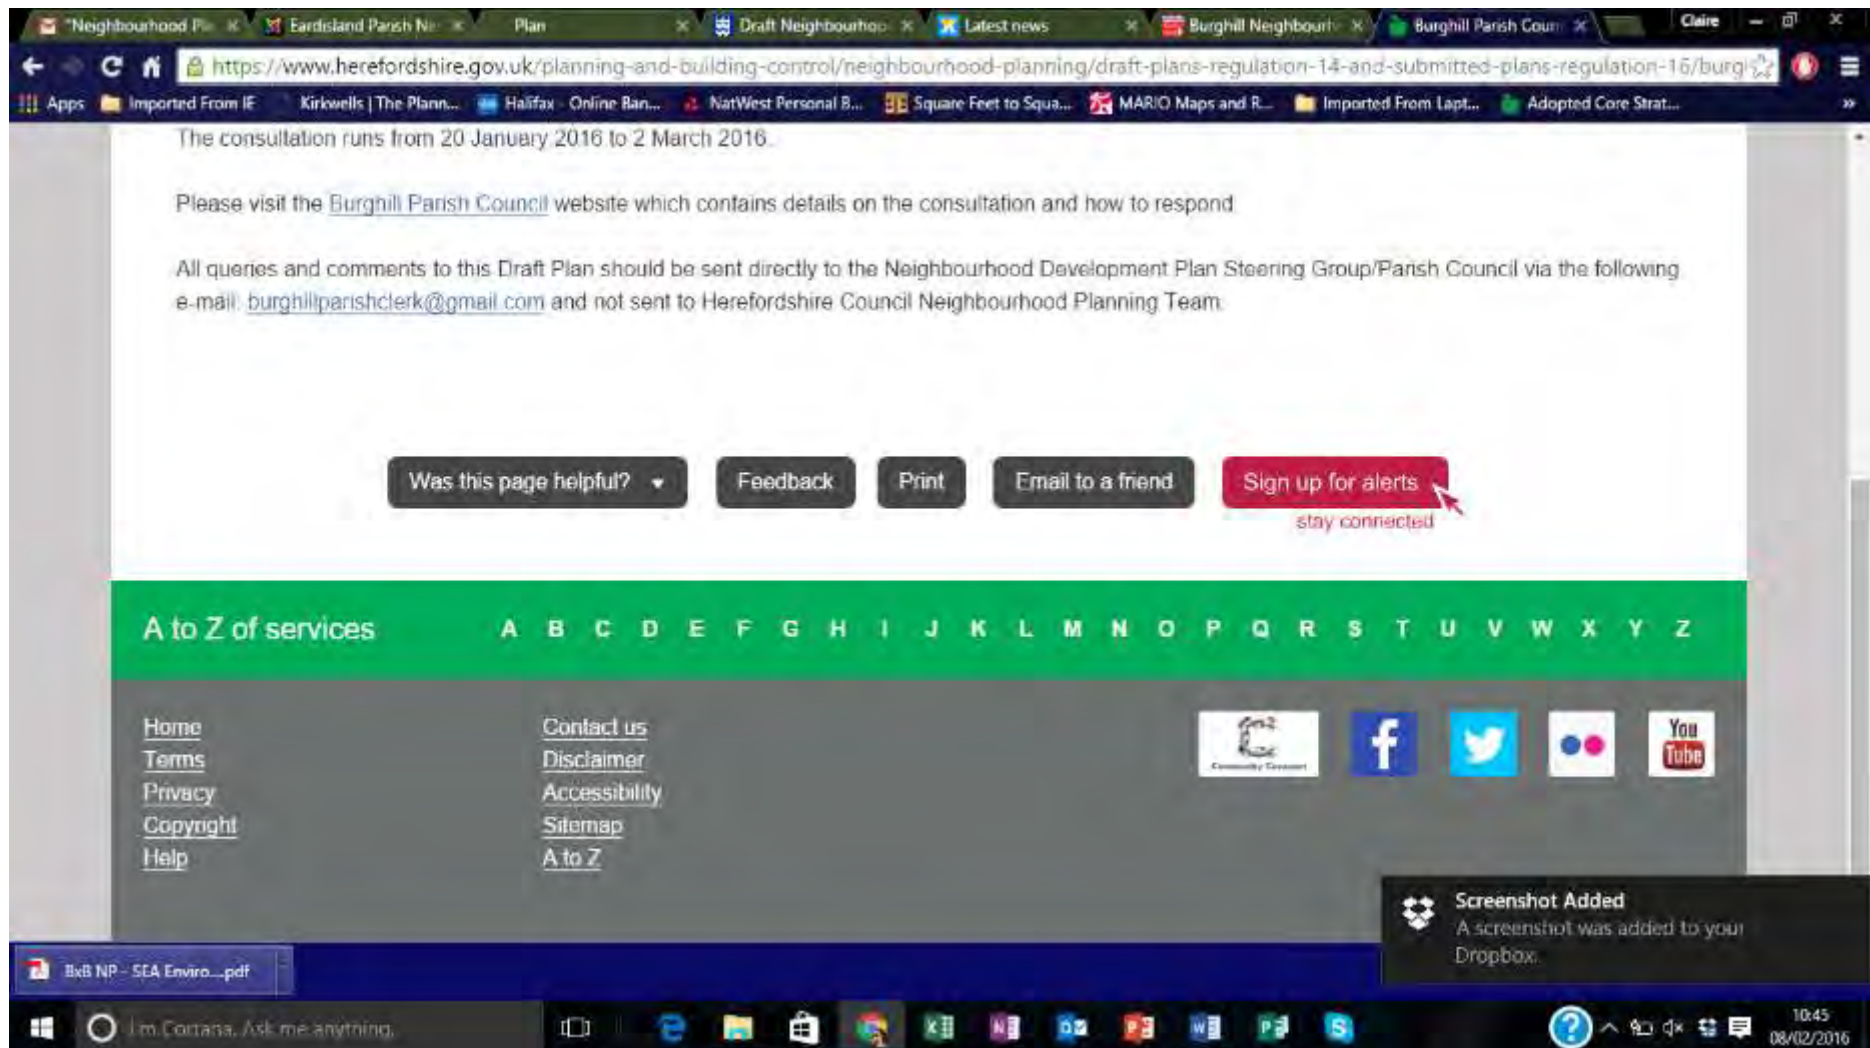 "Neighbourhood Pla
Eardisland Parish Ne
Plan
Draft Neighbourhoo
Latest news
Burghill Neighbourh
Burghill Parish Coun
Claire
https://www.herefordshire.gov.uk/planning-and-building-control/neighbourhood-planning/draft-plans-regulation-14-and-submitted-plans-regulation-16/burg
Apps
Imported From IE
Kirkwells | The Plann...
Halifax - Online Ban...
NatWest Personal B...
Square Feet to Squa...
MARIO Maps and R...
Imported From Lapt...
Adopted Core Strat...
»
The consultation runs from 20 January 2016 to 2 March 2016.
Please visit the Burghill Parish Council website which contains details on the consultation and how to respond.
All queries and comments to this Draft Plan should be sent directly to the Neighbourhood Development Plan Steering Group/Parish Council via the following
e-mail: burghillparishclerk@gmail.com and not sent to Herefordshire Council Neighbourhood Planning Team.
Was this page helpful?
Feedback
Print
Email to a friend
Sign up for alerts
stay connected
A to Z of services
A B C D E F G H I J K L M N O P Q R S T U V W X Y Z
Home
Contact us
Terms
Disclaimer
Privacy
Accessibility
Copyright
Sitemap
Help
A to Z
Community Covenant
You
Tube
Screenshot Added
A screenshot was added to your
Dropbox.
BxB NP - SEA Enviro....pdf
I'm Cortana. Ask me anything.
10:45
08/02/2016